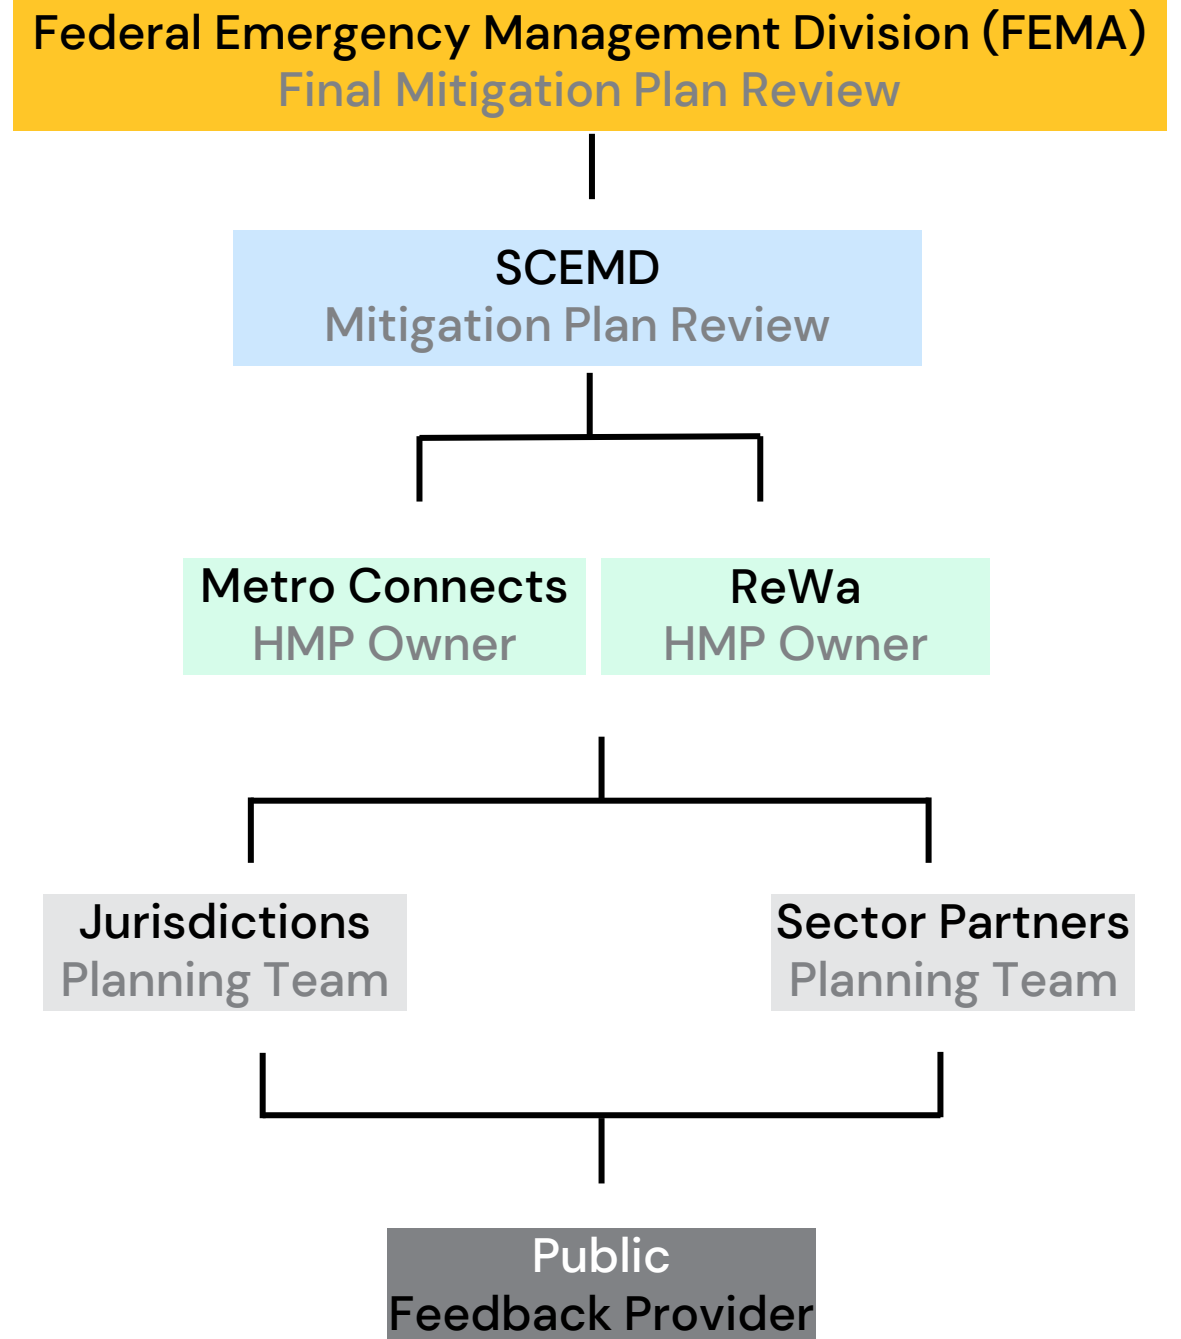 Federal Emergency Management Division (FEMA)
Final Mitigation Plan Review
SCEMD
Mitigation Plan Review
Metro Connects
HMP Owner
ReWa
HMP Owner
Jurisdictions
Planning Team
Sector Partners
Planning Team
Public
Feedback Provider